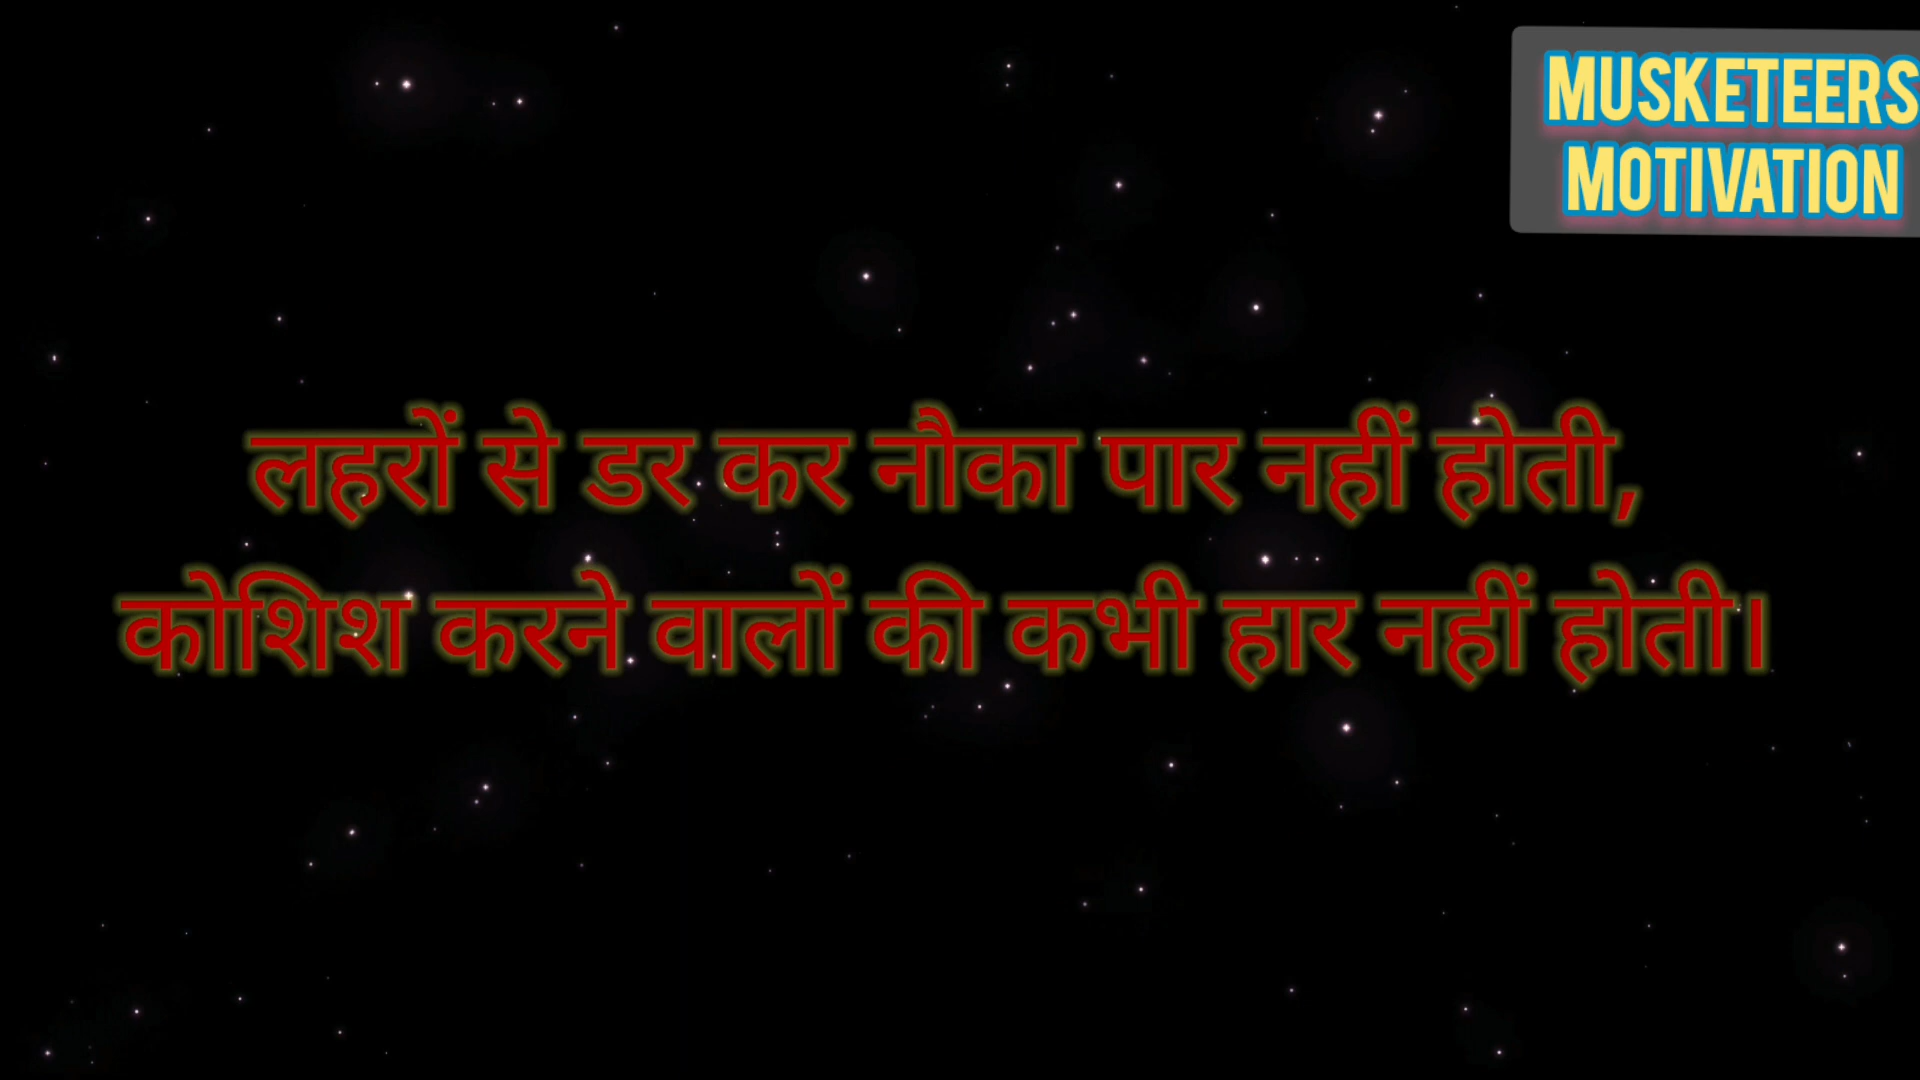 MUSKETEERS
MOTIVATION
लहरों से डर कर नौका पार नहीं होती,
कोशिश करने वालों की कभी हार नहीं होती।